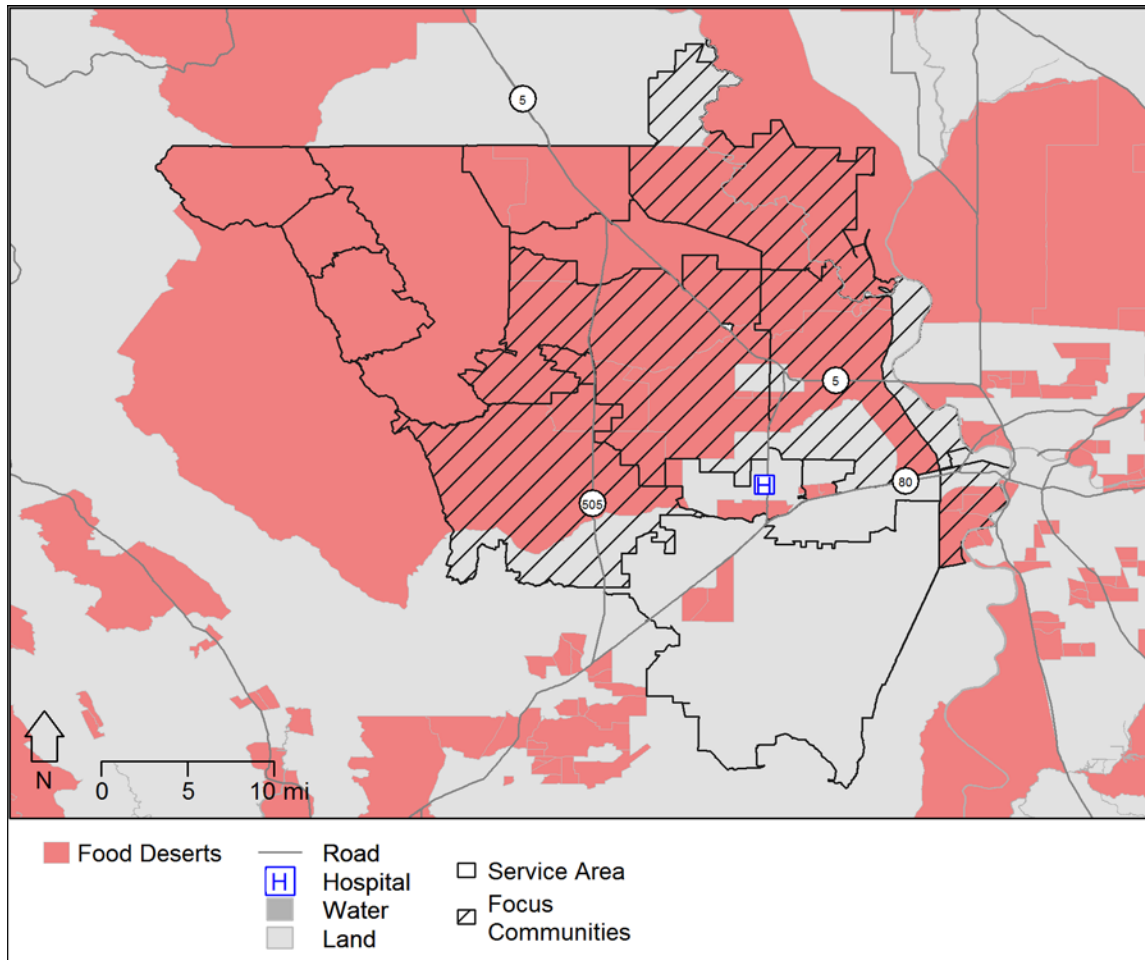 5
5
80
H
505
N
0 5 10 mi
Food Deserts
Road
H Hospital
Water
Land
Service Area
Focus
Communities